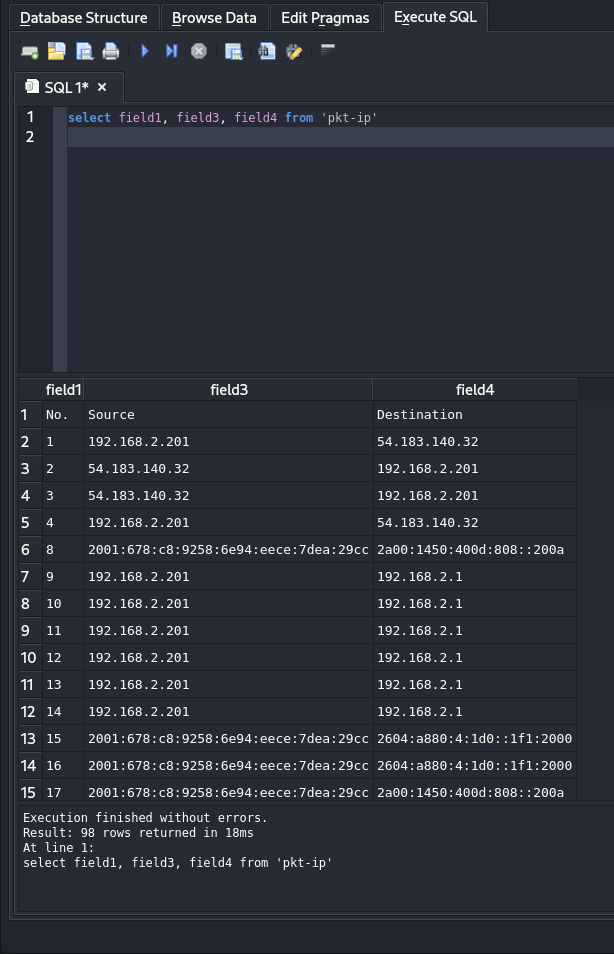 Database Structure Browse Data Edit Pragmas Execute SQL
SQL 1*
1 select field1, field3, field4 from 'pkt-ip'
2
field1 field3 field4
1 No. Source Destination
2 1 192.168.2.201 54.183.140.32
3 2 54.183.140.32 192.168.2.201
4 3 54.183.140.32 192.168.2.201
5 4 192.168.2.201 54.183.140.32
6 8 2001:678:c8:9258:6e94:eece:7dea:29cc 2a00:1450:400d:808::200a
7 9 192.168.2.201 192.168.2.1
8 10 192.168.2.201 192.168.2.1
9 11 192.168.2.201 192.168.2.1
10 12 192.168.2.201 192.168.2.1
11 13 192.168.2.201 192.168.2.1
12 14 192.168.2.201 192.168.2.1
13 15 2001:678:c8:9258:6e94:eece:7dea:29cc 2604:a880:4:1d0::1f1:2000
14 16 2001:678:c8:9258:6e94:eece:7dea:29cc 2604:a880:4:1d0::1f1:2000
15 17 2001:678:c8:9258:6e94:eece:7dea:29cc 2a00:1450:400d:808::200a
Execution finished without errors.
Result: 98 rows returned in 18ms
At line 1:
select field1, field3, field4 from 'pkt-ip'